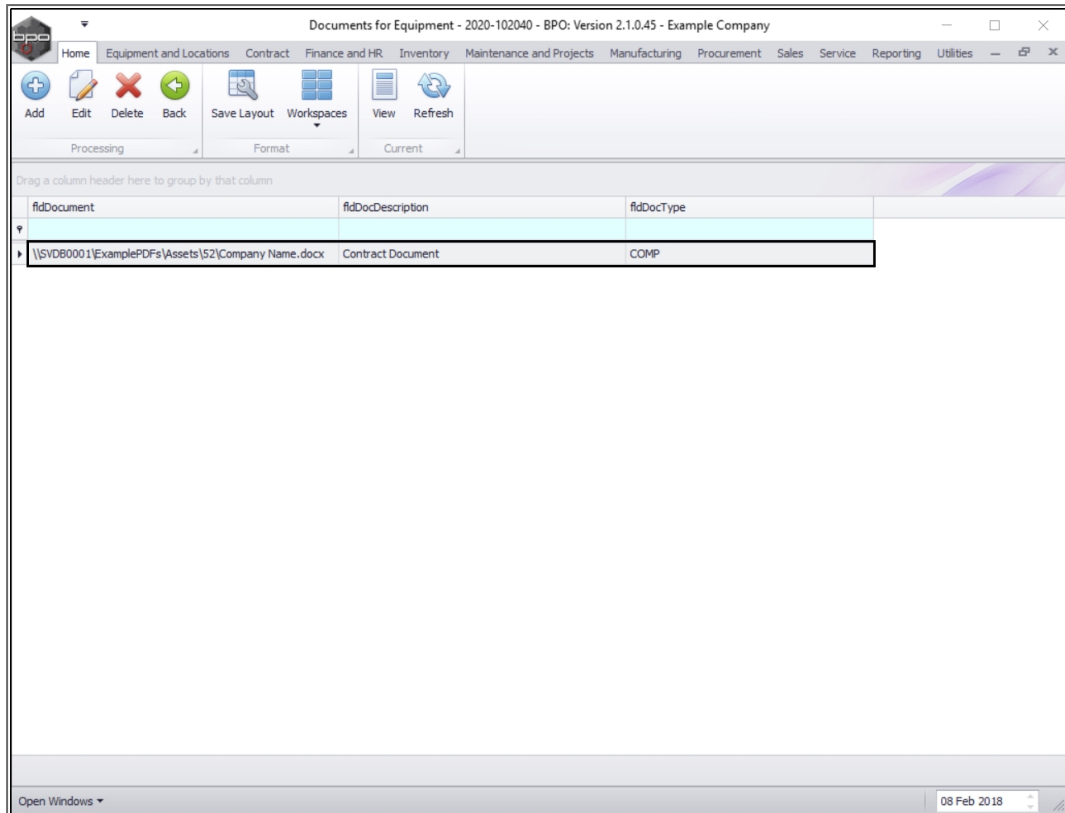 Documents for Equipment - 2020-102040 - BPO: Version 2.1.0.45 - Example Company
bpo
Home Equipment and Locations Contract Finance and HR Inventory Maintenance and Projects Manufacturing Procurement Sales Service Reporting Utilities
Add Edit Delete Back Save Layout Workspaces View Refresh
Processing Format Current
Drag a column header here to group by that column
fldDocument fldDocDescription fldDocType
\\SVDB0001\ExamplePDFs\Assets\52\Company Name.docx Contract Document COMP
Open Windows 08 Feb 2018